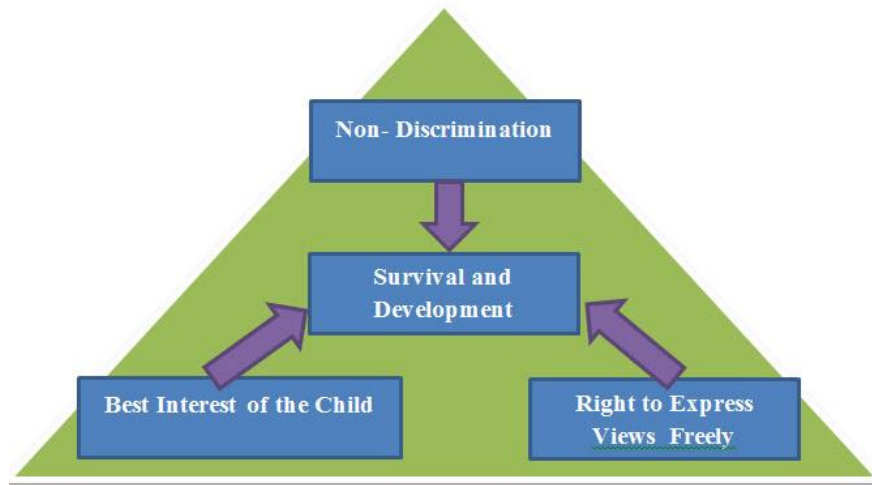 Non- Discrimination
Survival and
Development
Best Interest of the Child
Right to Express
Views Freely